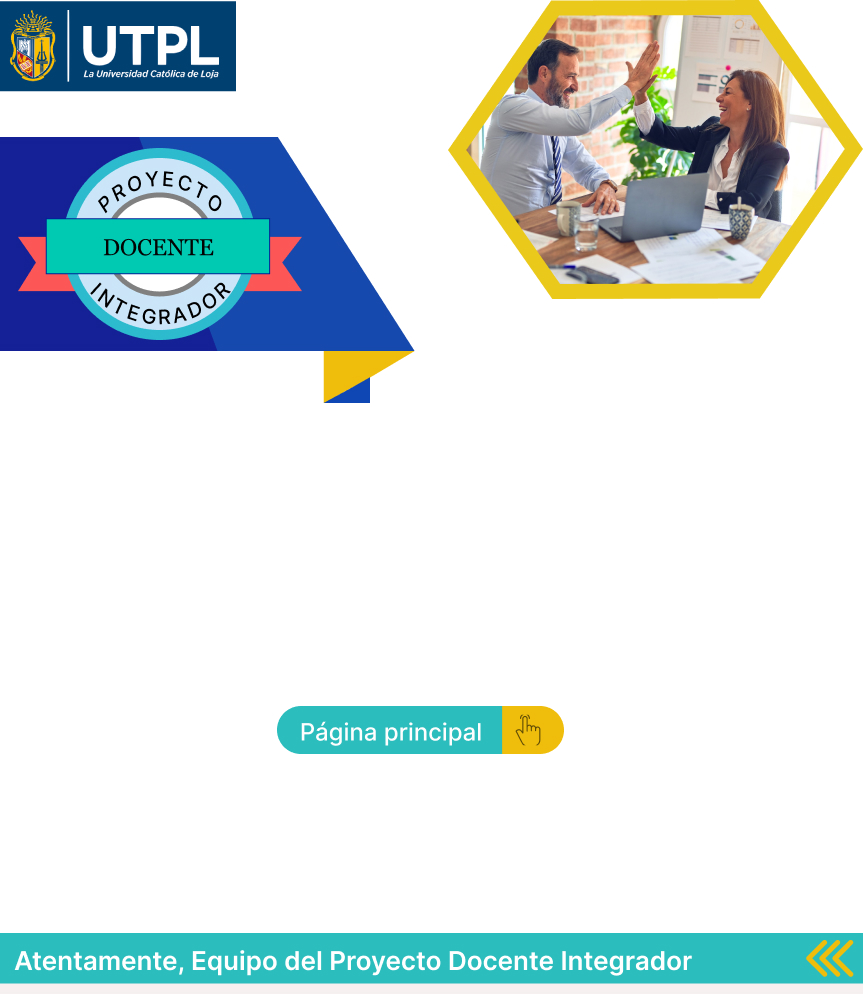 UTPL
La Universidad Católica de Loja
PROYECTO
DOCENTE
INTEGRADOR
Página principal
Atentamente, Equipo del Proyecto Docente Integrador